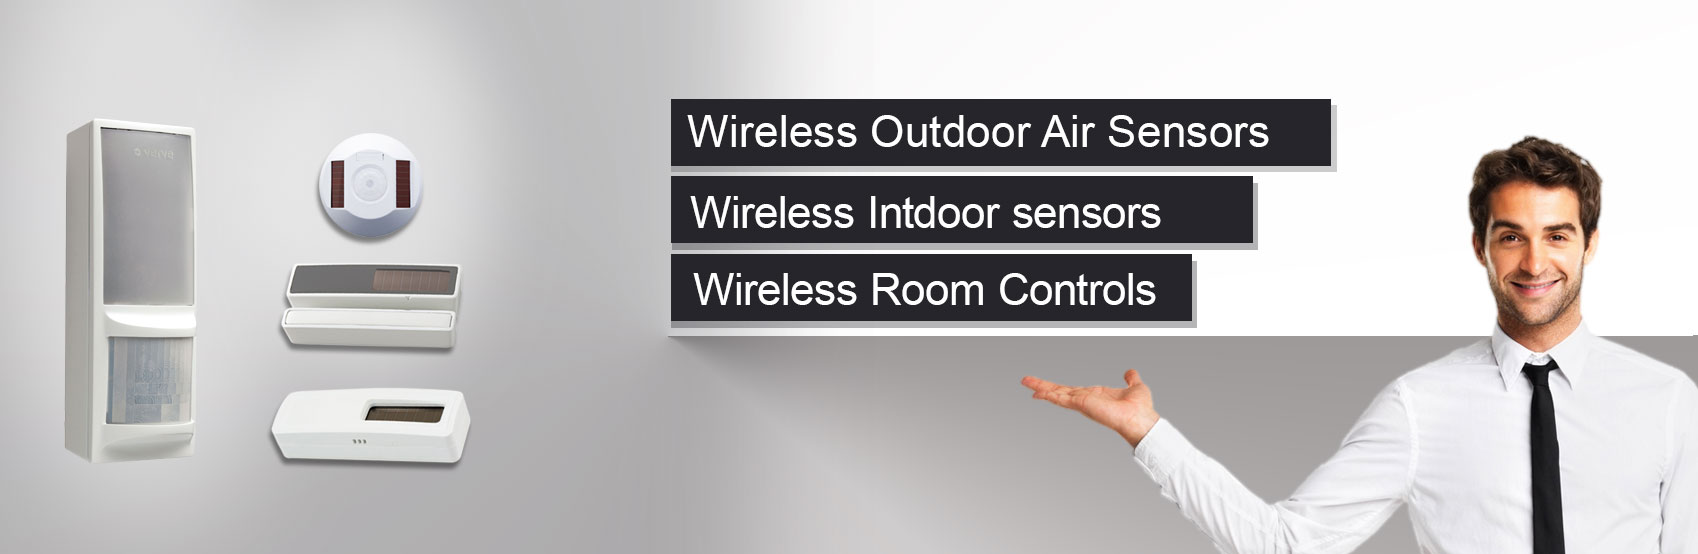 Wireless Outdoor Air Sensors
Wireless Intdoor sensors
Wireless Room Controls